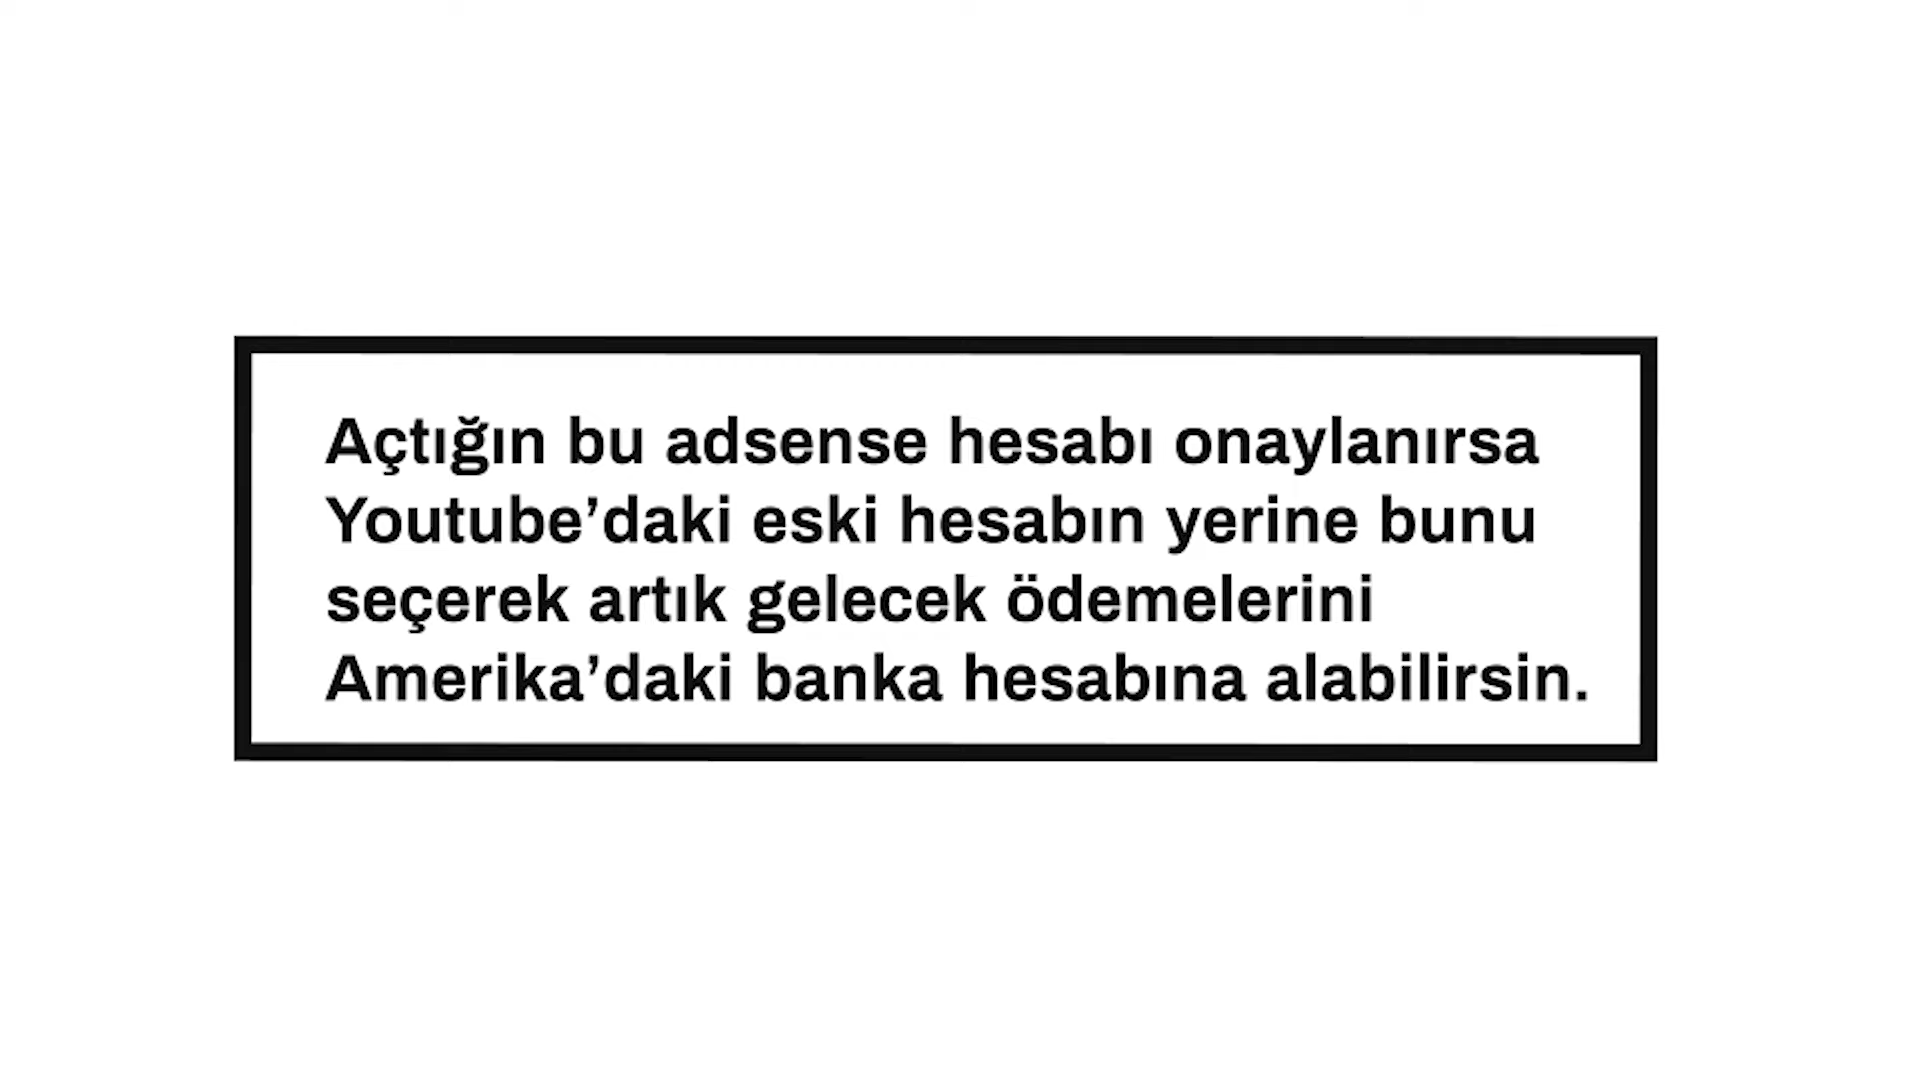 Açtığın bu adsense hesabı onaylanırsa
Youtube’daki eski hesabın yerine bunu
seçerek artık gelecek ödemelerini
Amerika’daki banka hesabına alabilirsin.